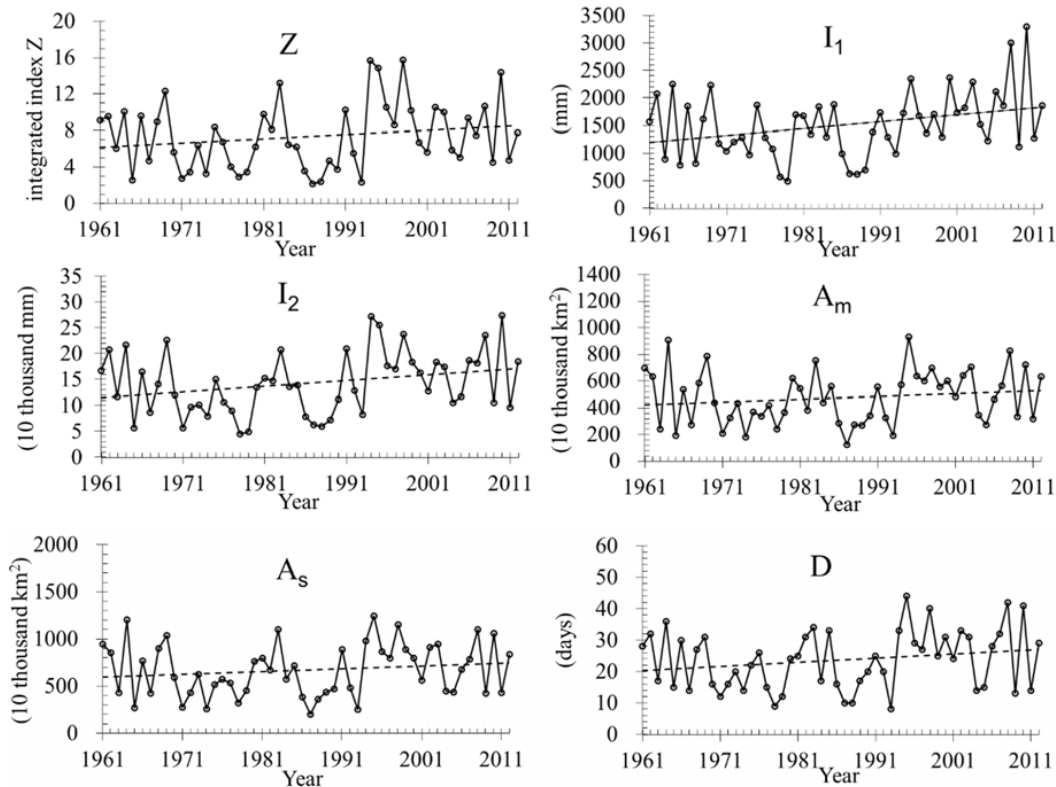 Z
integrated index Z
20
16
12
8
4
0
1961 1971 1981 1991 2001 2011
Year
I₁
(mm)
3500
3000
2500
2000
1500
1000
500
0
1961 1971 1981 1991 2001 2011
Year
I₂
(10 thousand mm)
35
30
25
20
15
10
5
0
1961 1971 1981 1991 2001 2011
Year
Aₘ
(10 thousand km²)
1400
1200
1000
800
600
400
200
0
1961 1971 1981 1991 2001 2011
Year
Aₛ
(10 thousand km²)
2000
1500
1000
500
0
1961 1971 1981 1991 2001 2011
Year
D
(days)
60
50
40
30
20
10
0
1961 1971 1981 1991 2001 2011
Year